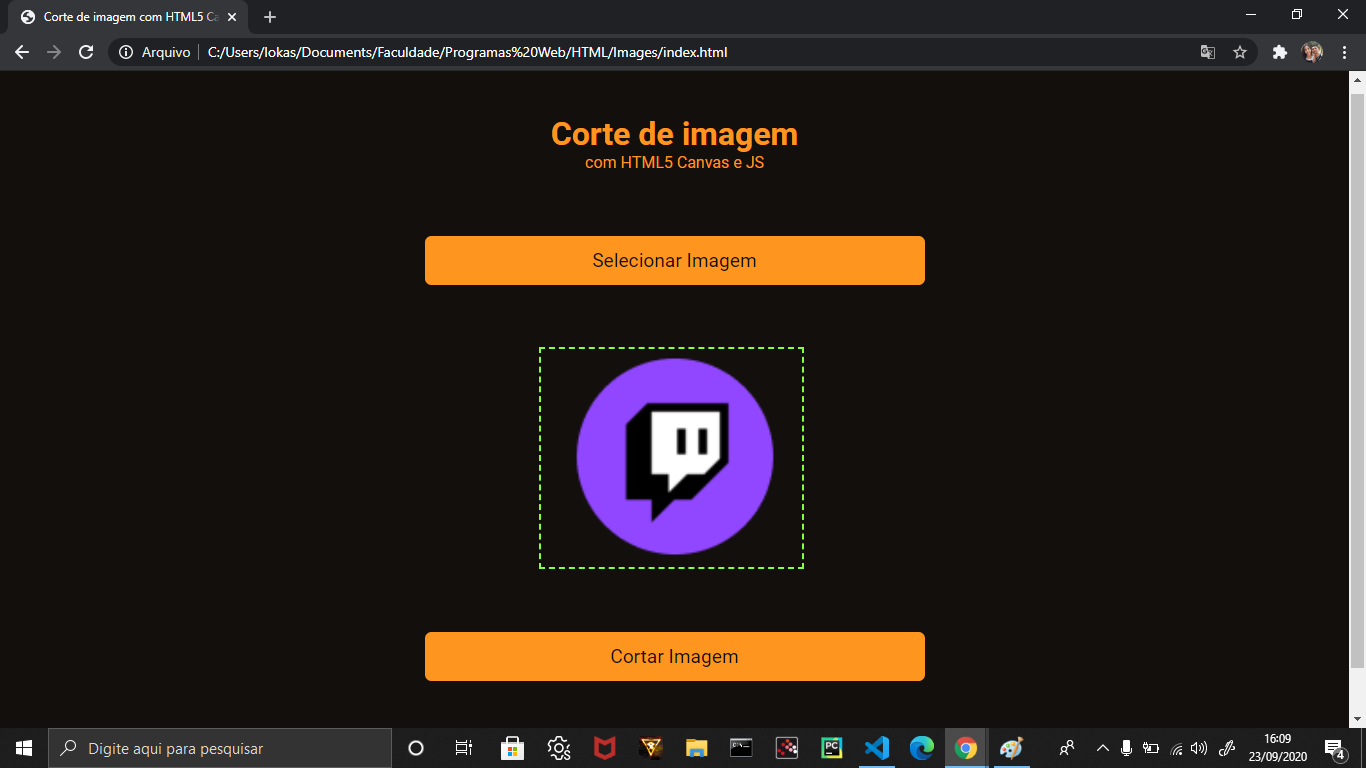 Corte de imagem com HTML5 Ca
Arquivo
C:/Users/lokas/Documents/Faculdade/Programas%20Web/HTML/Images/index.html
Corte de imagem
com HTML5 Canvas e JS
Selecionar Imagem
Cortar Imagem
Digite aqui para pesquisar
PC
16:09
23/09/2020
4